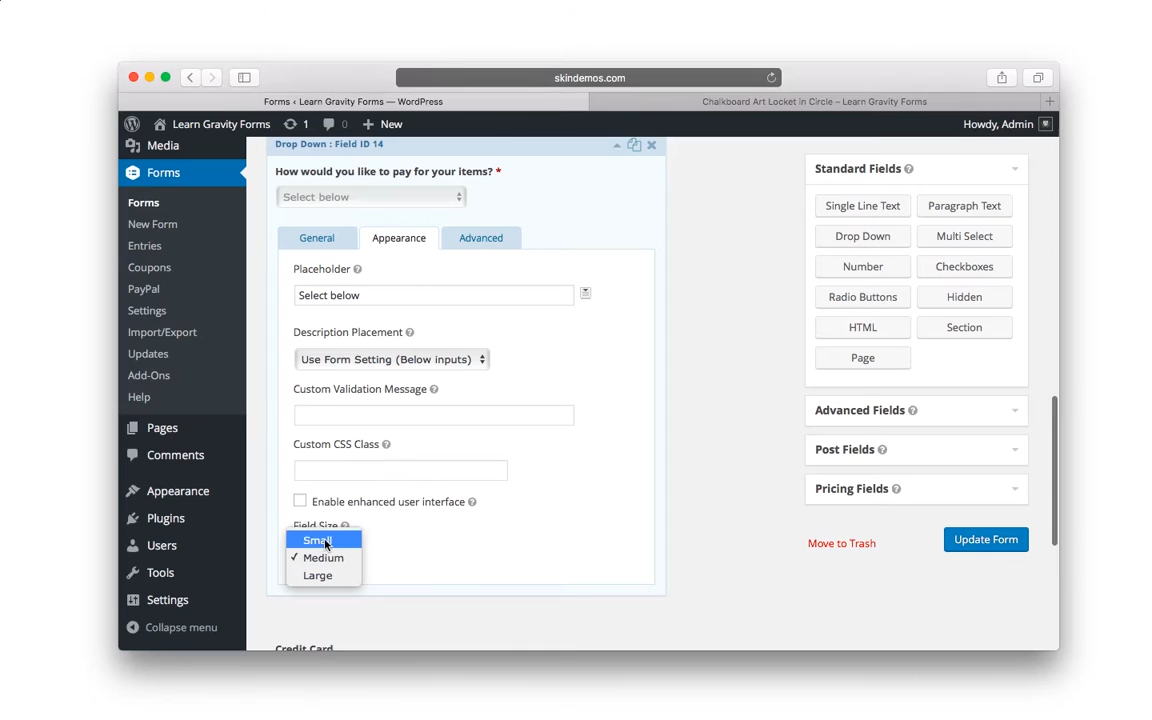 skindemos.com
Forms ‹ Learn Gravity Forms — WordPress
Chalkboard Art Locket in Circle – Learn Gravity Forms
Learn Gravity Forms
1
0
New
Howdy, Admin
Media
Forms
Forms
New Form
Entries
Coupons
PayPal
Settings
Import/Export
Updates
Add-Ons
Help
Pages
Comments
Appearance
Plugins
Users
Tools
Settings
Collapse menu
Drop Down : Field ID 14
How would you like to pay for your items? *
Select below
General
Appearance
Advanced
Placeholder
Select below
Description Placement
Use Form Setting (Below inputs)
Custom Validation Message
Custom CSS Class
Enable enhanced user interface
Field Size
Small
✓ Medium
Large
Credit Card
Standard Fields
Single Line Text
Paragraph Text
Drop Down
Multi Select
Number
Checkboxes
Radio Buttons
Hidden
HTML
Section
Page
Advanced Fields
Post Fields
Pricing Fields
Move to Trash
Update Form